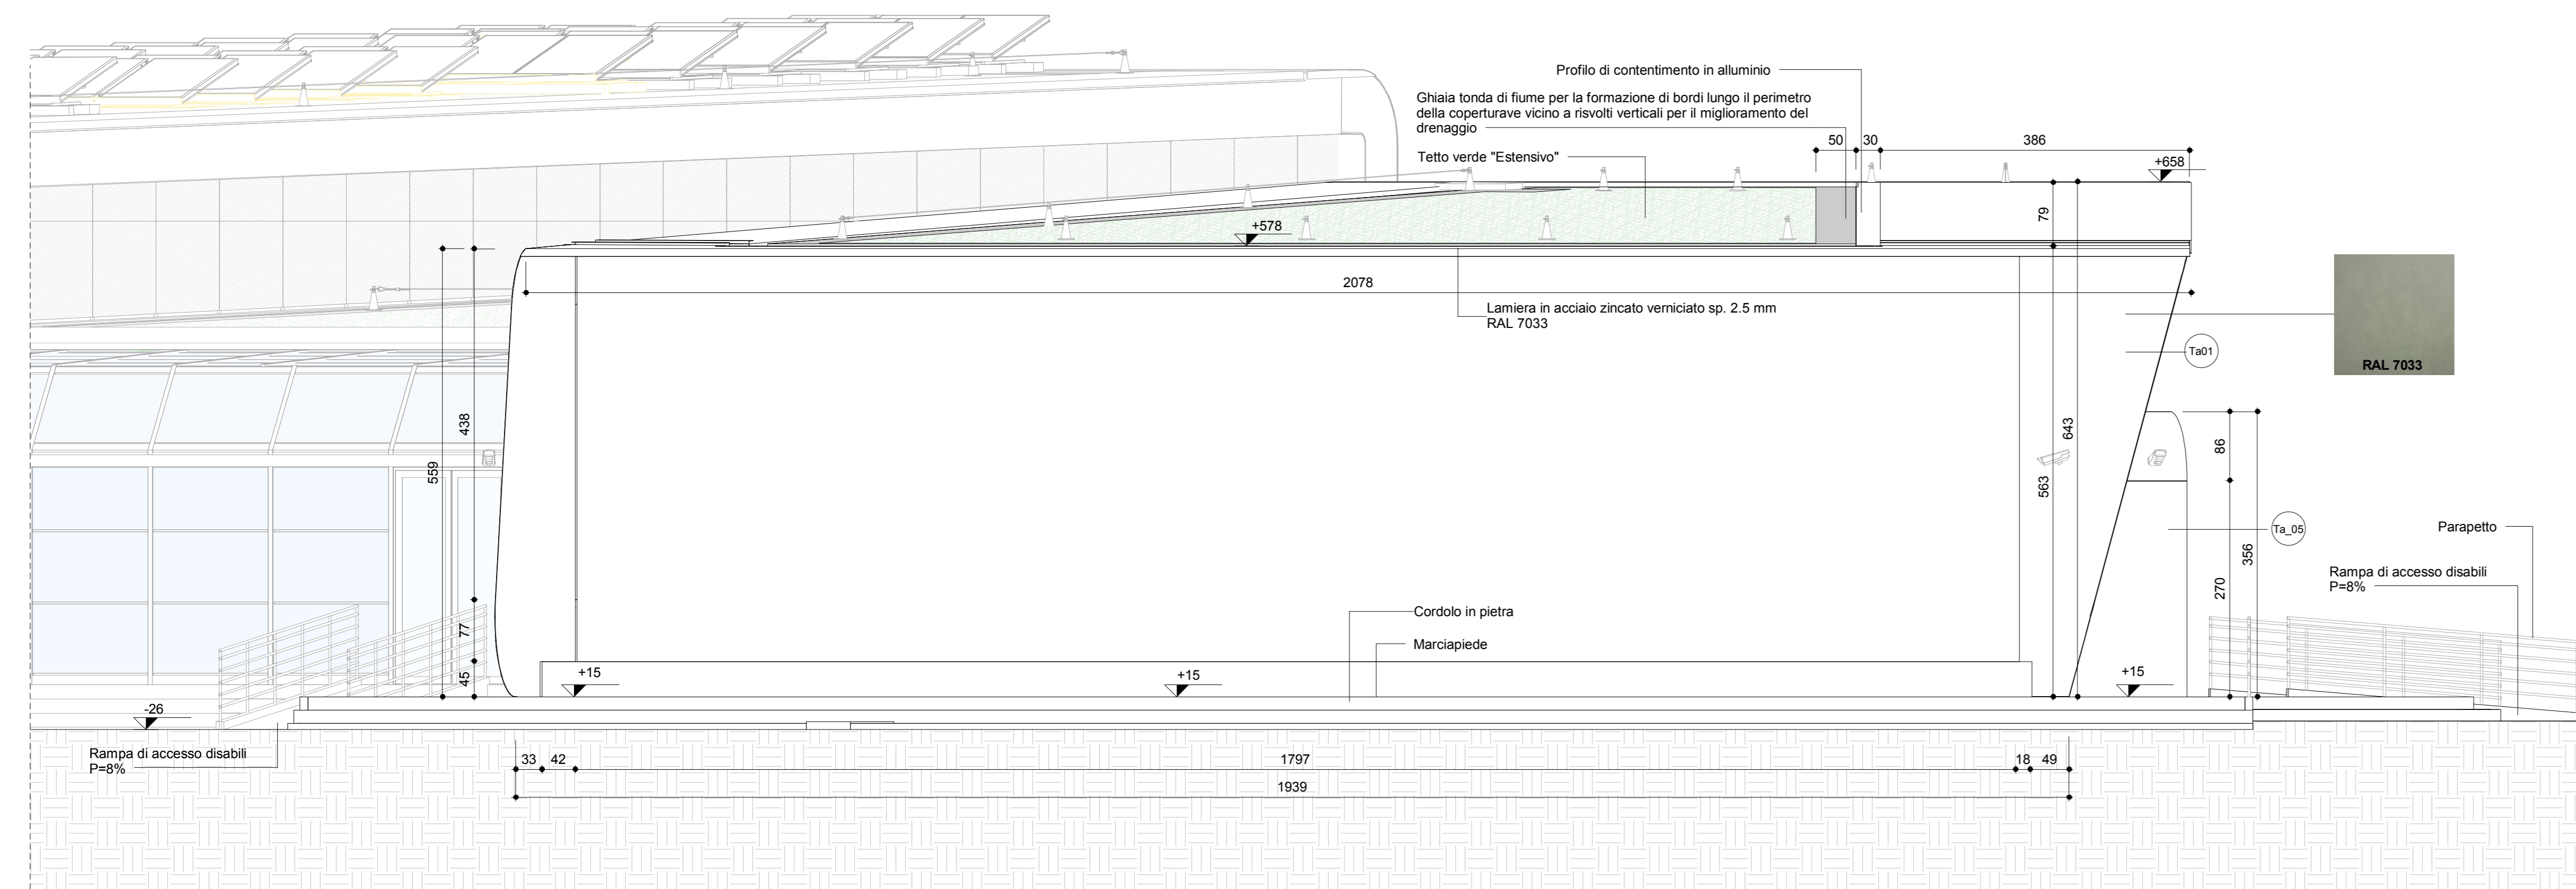 Profilo di contentimento in alluminio
Ghiaia tonda di fiume per la formazione di bordi lungo il perimetro
della coperturave vicino a risvolti verticali per il miglioramento del
drenaggio
50 30 386
Tetto verde "Estensivo"
+658
79
+578
2078
Lamiera in acciaio zincato verniciato sp. 2.5 mm
RAL 7033
Ta01
RAL 7033
438
559
643
563
86
Ta_05
356
270
Parapetto
Rampa di accesso disabili
P=8%
Cordolo in pietra
Marciapiede
77
45
+15
+15
+15
-26
Rampa di accesso disabili
P=8%
33 42 1797 18 49
1939